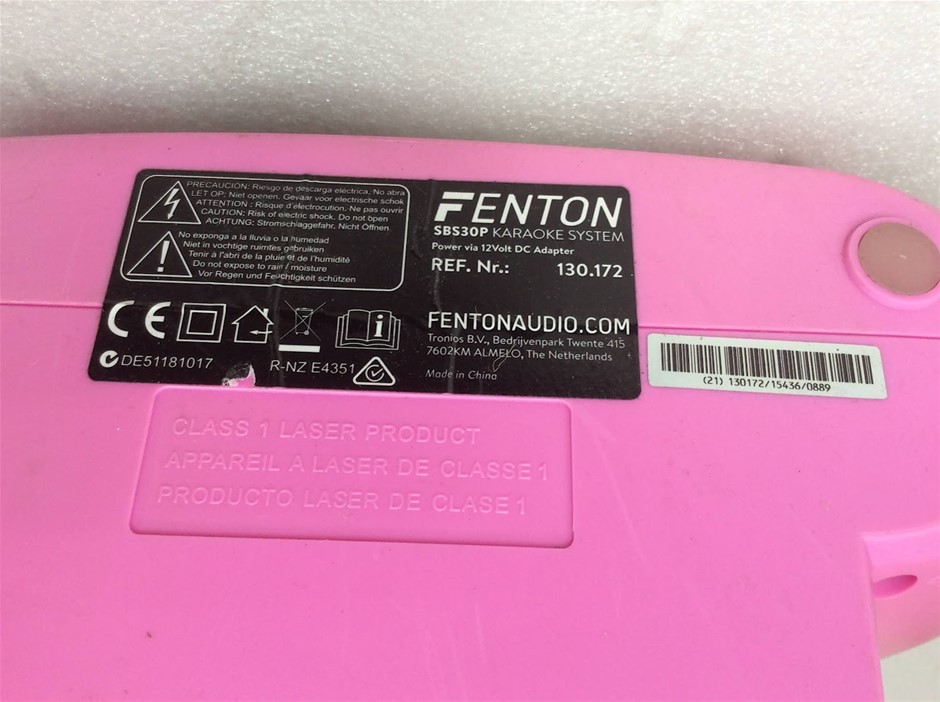 PRECAUCION: Riesgo de descarga eléctrica. No abra
LET OP: Niet openen. Gevaar voor electrische schok
ATTENTION : Risque d'electrocution. Ne pas ouvrir
CAUTION: Risk of electric shock. Do not open
ACHTUNG: Stromschlaggefahr. Nicht Öffnen
No exponga a la lluvia o la humedad
Niet in vochtige ruimtes gebruiken
Tenir à l'abri de la pluie et de l'humidité
Do not expose to rain / moisture
Vor Regen und Feuchtigkeit schützen
CE
DE51181017
R-NZ E4351
FENTON
SBS30P KARAOKE SYSTEM
Power via 12Volt DC Adapter
REF. Nr.: 130.172
FENTONAUDIO.COM
Tronios B.V., Bedrijvenpark Twente 415
7602KM ALMELO, The Netherlands
Made in China
(21) 130172/15436/0889
CLASS 1 LASER PRODUCT
APPAREIL A LASER DE CLASSE 1
PRODUCTO LASER DE CLASE 1